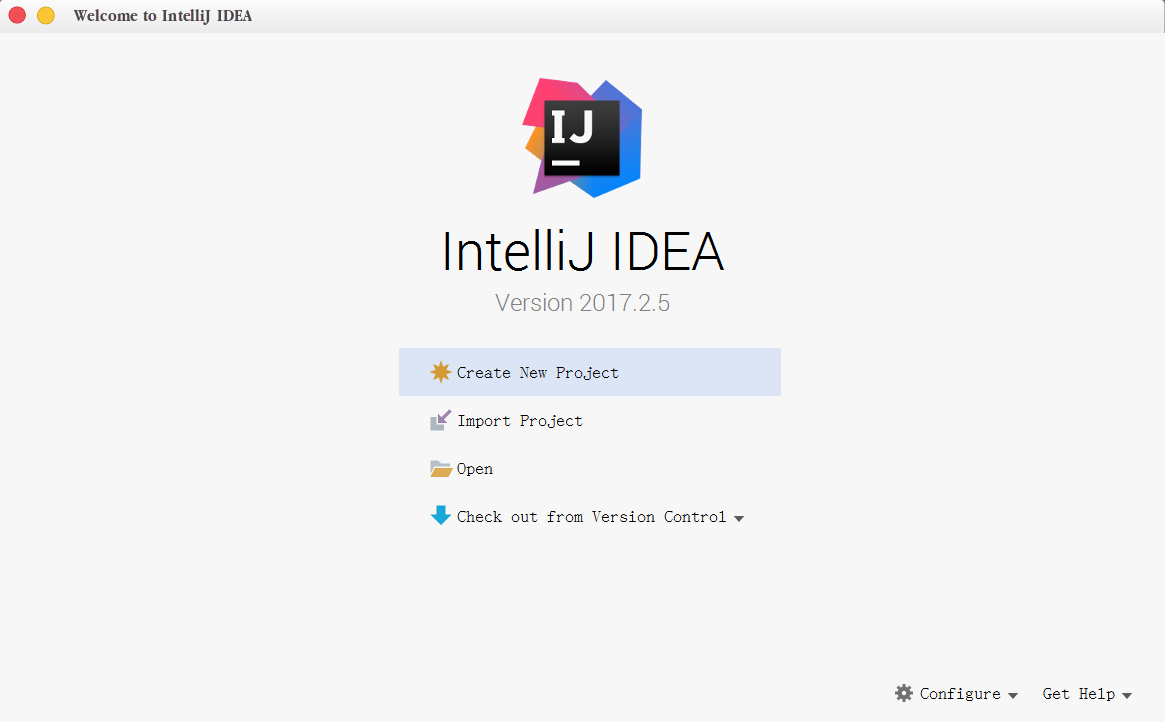 Welcome to IntelliJ IDEA
IJ
IntelliJ IDEA
Version 2017.2.5
Create New Project
Import Project
Open
Check out from Version Control
Configure Get Help